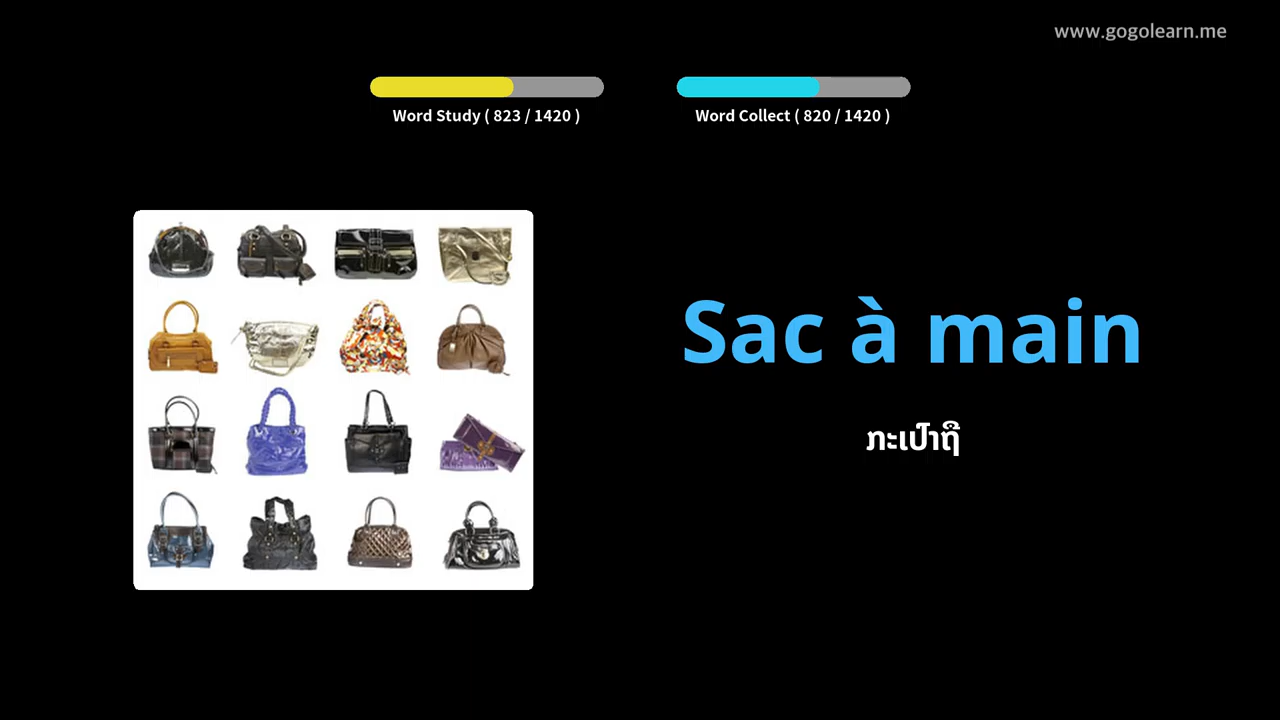 www.gogolearn.me
Word Study ( 823 / 1420 )
Word Collect ( 820 / 1420 )
Sac à main
ກະເປົາຖື